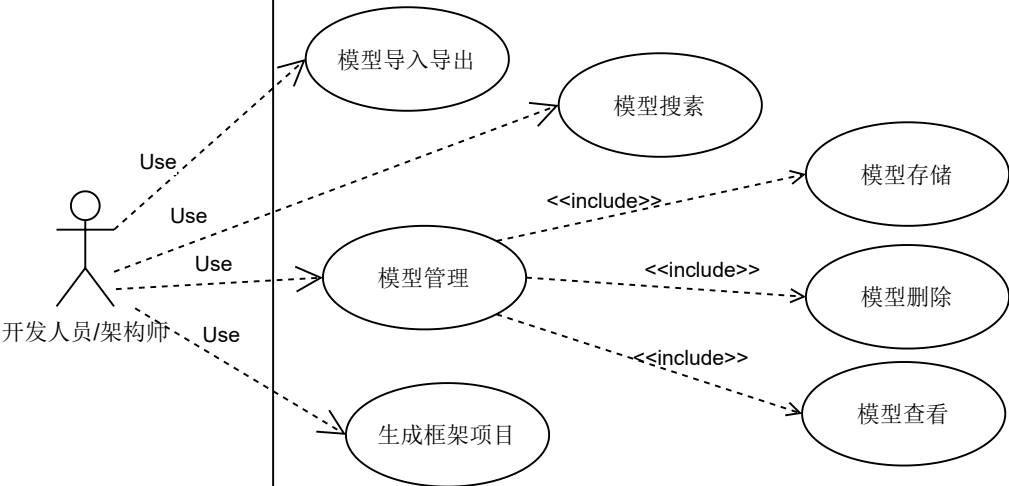 模型导入导出
模型搜素
Use
模型存储
<<include>>
Use
Use
模型管理
<<include>>
模型删除
开发人员/架构师
Use
<<include>>
模型查看
生成框架项目